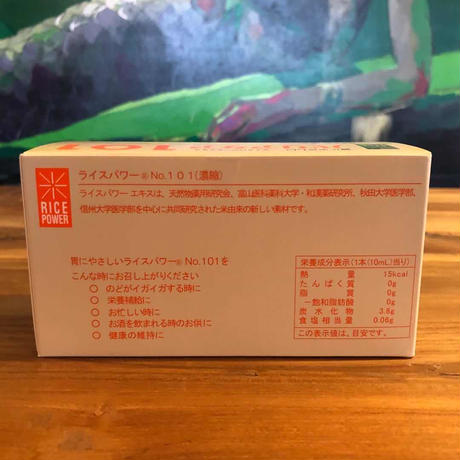 101
RICE
POWER
ライスパワー®No.101(濃縮)
ライスパワー エキスは、天然物薬用研究会、富山医科薬科大学・和漢薬研究所、秋田大学医学部、
信州大学医学部を中心に共同研究された米由来の新しい素材です。
胃にやさしいライスパワー®No.101を
こんな時にお召し上がりください
○ のどがイガイガする時に
○ 栄養補給に
○ お忙しい時に
○ お酒を飲まれる時のお供に
○ 健康の維持に
栄養成分表示(1本(10mL)当り)
熱量 15kcal
たんぱく質 0g
脂質 0g
－飽和脂肪酸 0g
炭水化物 3.8g
食塩相当量 0.06g
この表示値は、目安です。